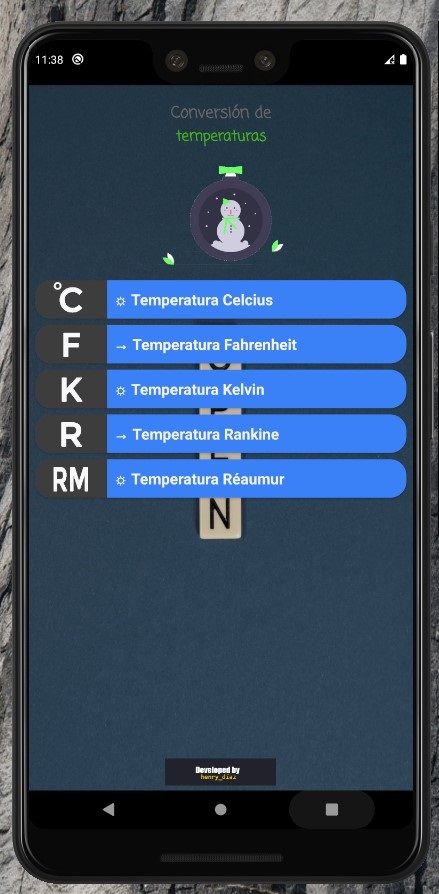 11:38
Conversión de
temperaturas
°C
☼ Temperatura Celcius
F
→ Temperatura Fahrenheit
K
☼ Temperatura Kelvin
R
→ Temperatura Rankine
RM
☼ Temperatura Réaumur
N
Developed by
henry_diaz